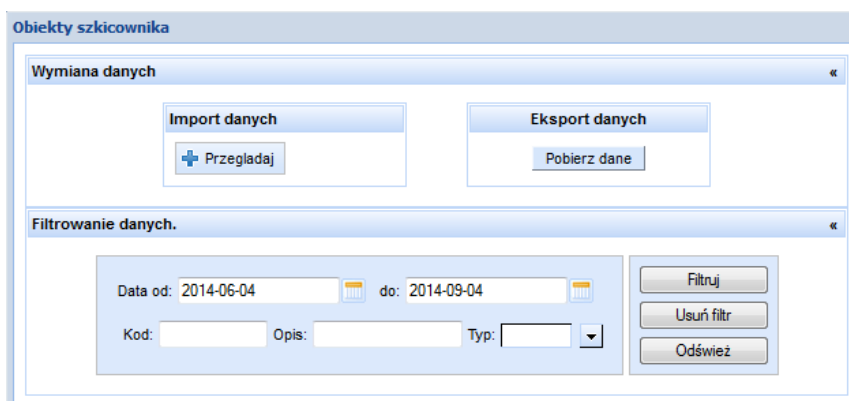 Obiekty szkicownika
Wymiana danych «
Import danych Eksport danych
Przegladaj Pobierz dane
Filtrowanie danych. «
Data od: 2014-06-04 do: 2014-09-04 Filtruj
Usuń filtr
Kod: Opis: Typ:
Odśwież